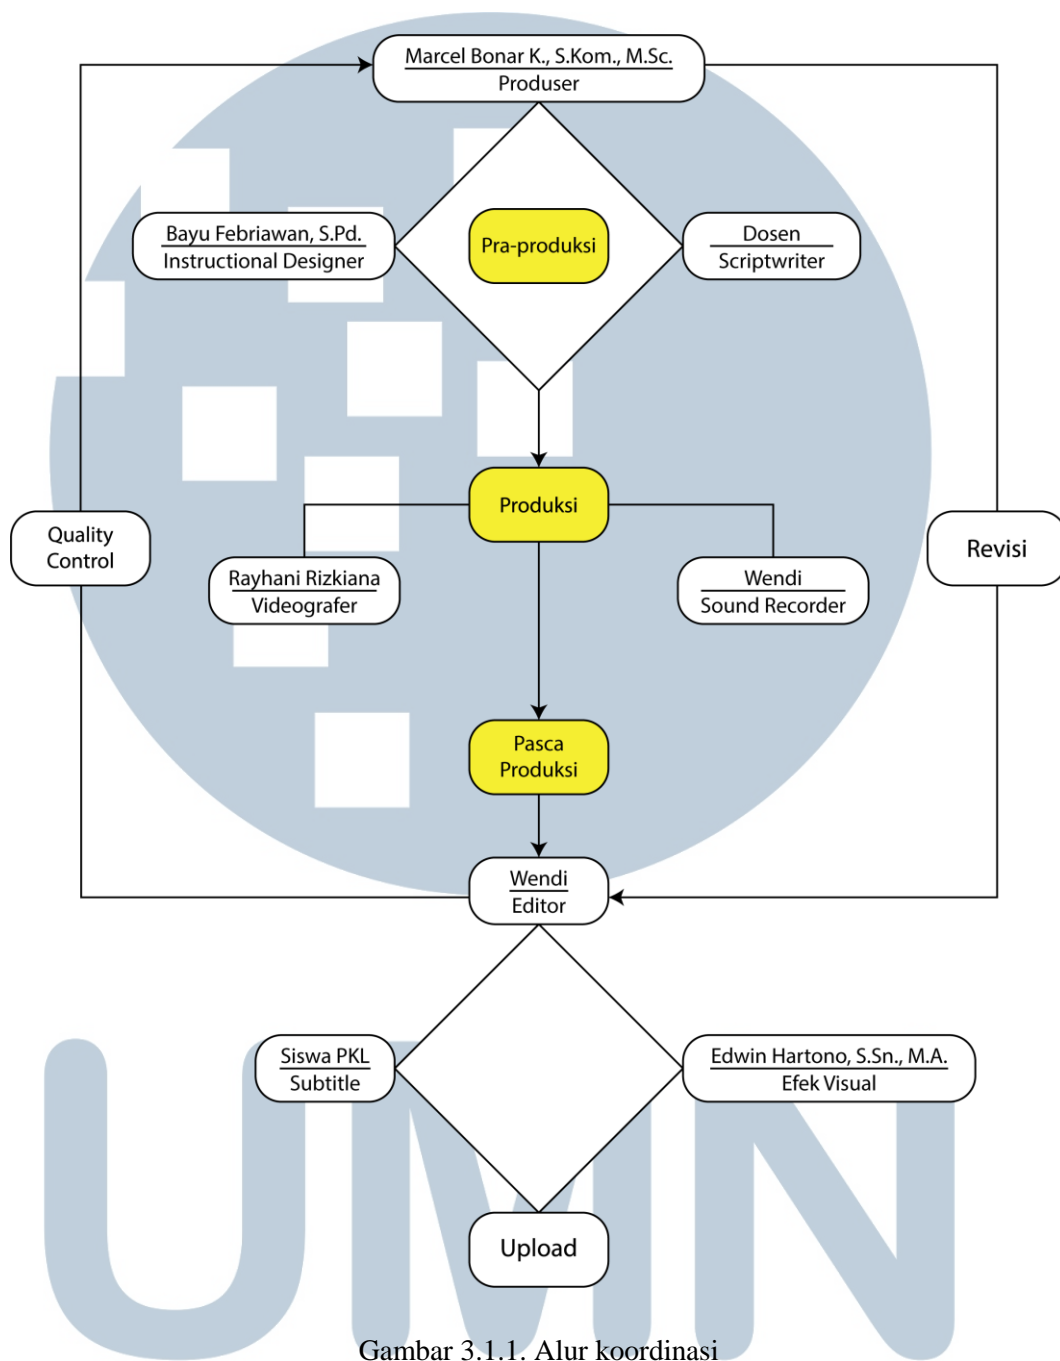 Marcel Bonar K., S.Kom., M.Sc.
Produser
Bayu Febriawan, S.Pd.
Instructional Designer
Pra-produksi
Dosen
Scriptwriter
Produksi
Quality
Control
Revisi
Rayhani Rizkiana
Videografer
Wendi
Sound Recorder
Pasca
Produksi
Wendi
Editor
Siswa PKL
Subtitle
Edwin Hartono, S.Sn., M.A.
Efek Visual
Upload
UMN
Gambar 3.1.1. Alur koordinasi